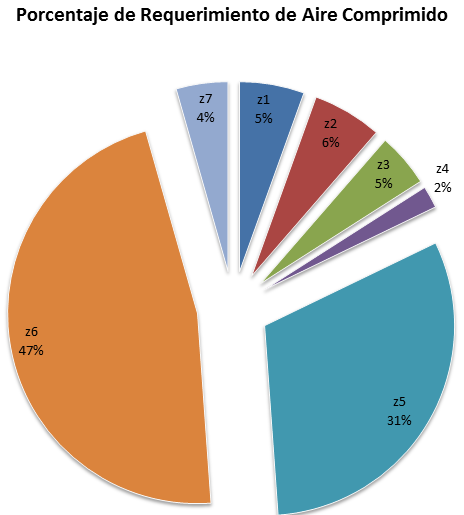 Porcentaje de Requerimiento de Aire Comprimido
z7
4%
z1
5%
z2
6%
z3
5%
z4
2%
z6
47%
z5
31%